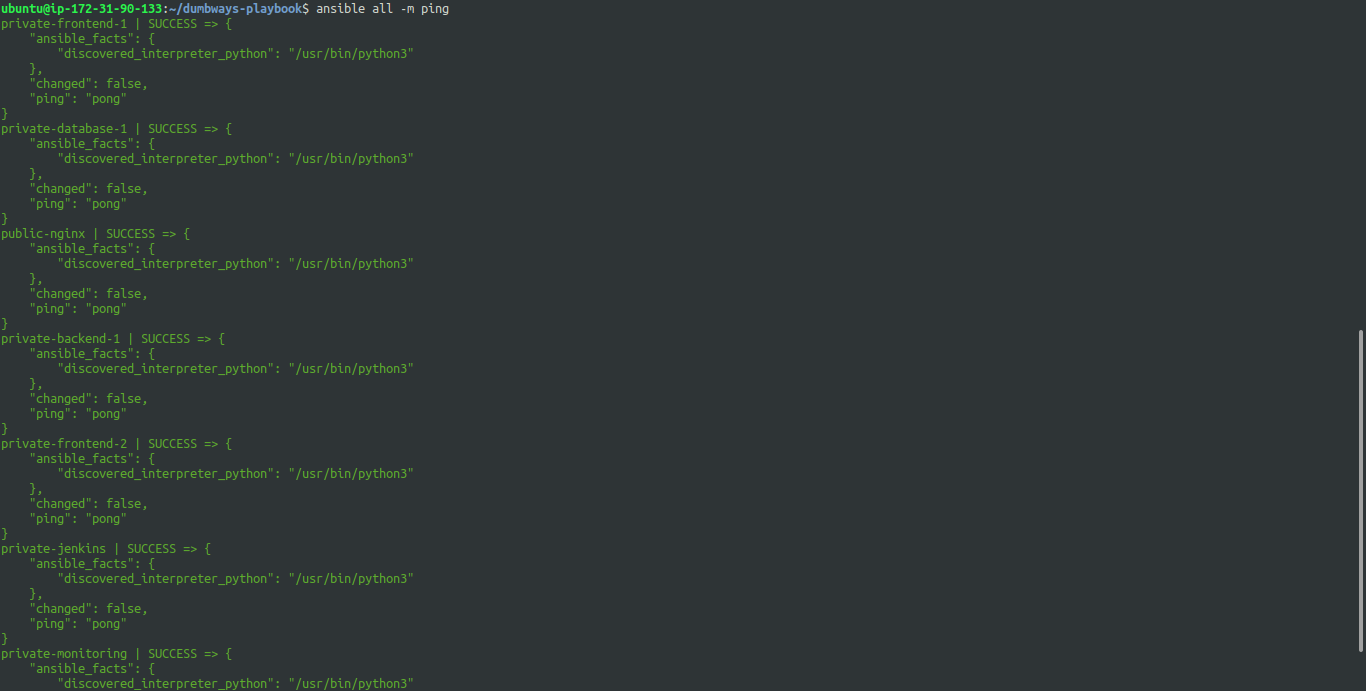 ubuntu@ip-172-31-90-133:~/dumbways-playbook$ ansible all -m ping
private-frontend-1 | SUCCESS => {
    "ansible_facts": {
        "discovered_interpreter_python": "/usr/bin/python3"
    },
    "changed": false,
    "ping": "pong"
}
private-database-1 | SUCCESS => {
    "ansible_facts": {
        "discovered_interpreter_python": "/usr/bin/python3"
    },
    "changed": false,
    "ping": "pong"
}
public-nginx | SUCCESS => {
    "ansible_facts": {
        "discovered_interpreter_python": "/usr/bin/python3"
    },
    "changed": false,
    "ping": "pong"
}
private-backend-1 | SUCCESS => {
    "ansible_facts": {
        "discovered_interpreter_python": "/usr/bin/python3"
    },
    "changed": false,
    "ping": "pong"
}
private-frontend-2 | SUCCESS => {
    "ansible_facts": {
        "discovered_interpreter_python": "/usr/bin/python3"
    },
    "changed": false,
    "ping": "pong"
}
private-jenkins | SUCCESS => {
    "ansible_facts": {
        "discovered_interpreter_python": "/usr/bin/python3"
    },
    "changed": false,
    "ping": "pong"
}
private-monitoring | SUCCESS => {
    "ansible_facts": {
        "discovered_interpreter_python": "/usr/bin/python3"